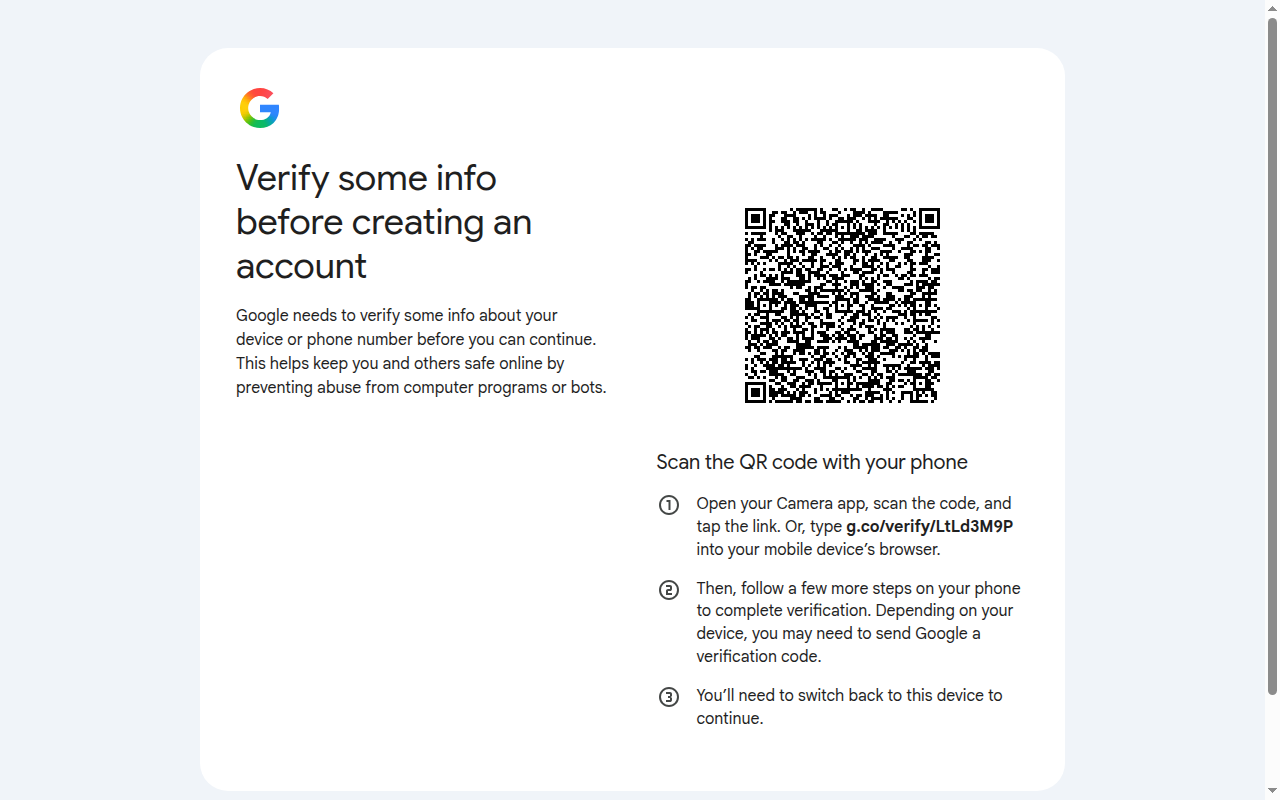 Verify some info
before creating an
account
Google needs to verify some info about your
device or phone number before you can continue.
This helps keep you and others safe online by
preventing abuse from computer programs or bots.
Scan the QR code with your phone
1 Open your Camera app, scan the code, and
tap the link. Or, type g.co/verify/LtLd3M9P
into your mobile device’s browser.
2 Then, follow a few more steps on your phone
to complete verification. Depending on your
device, you may need to send Google a
verification code.
3 You’ll need to switch back to this device to
continue.